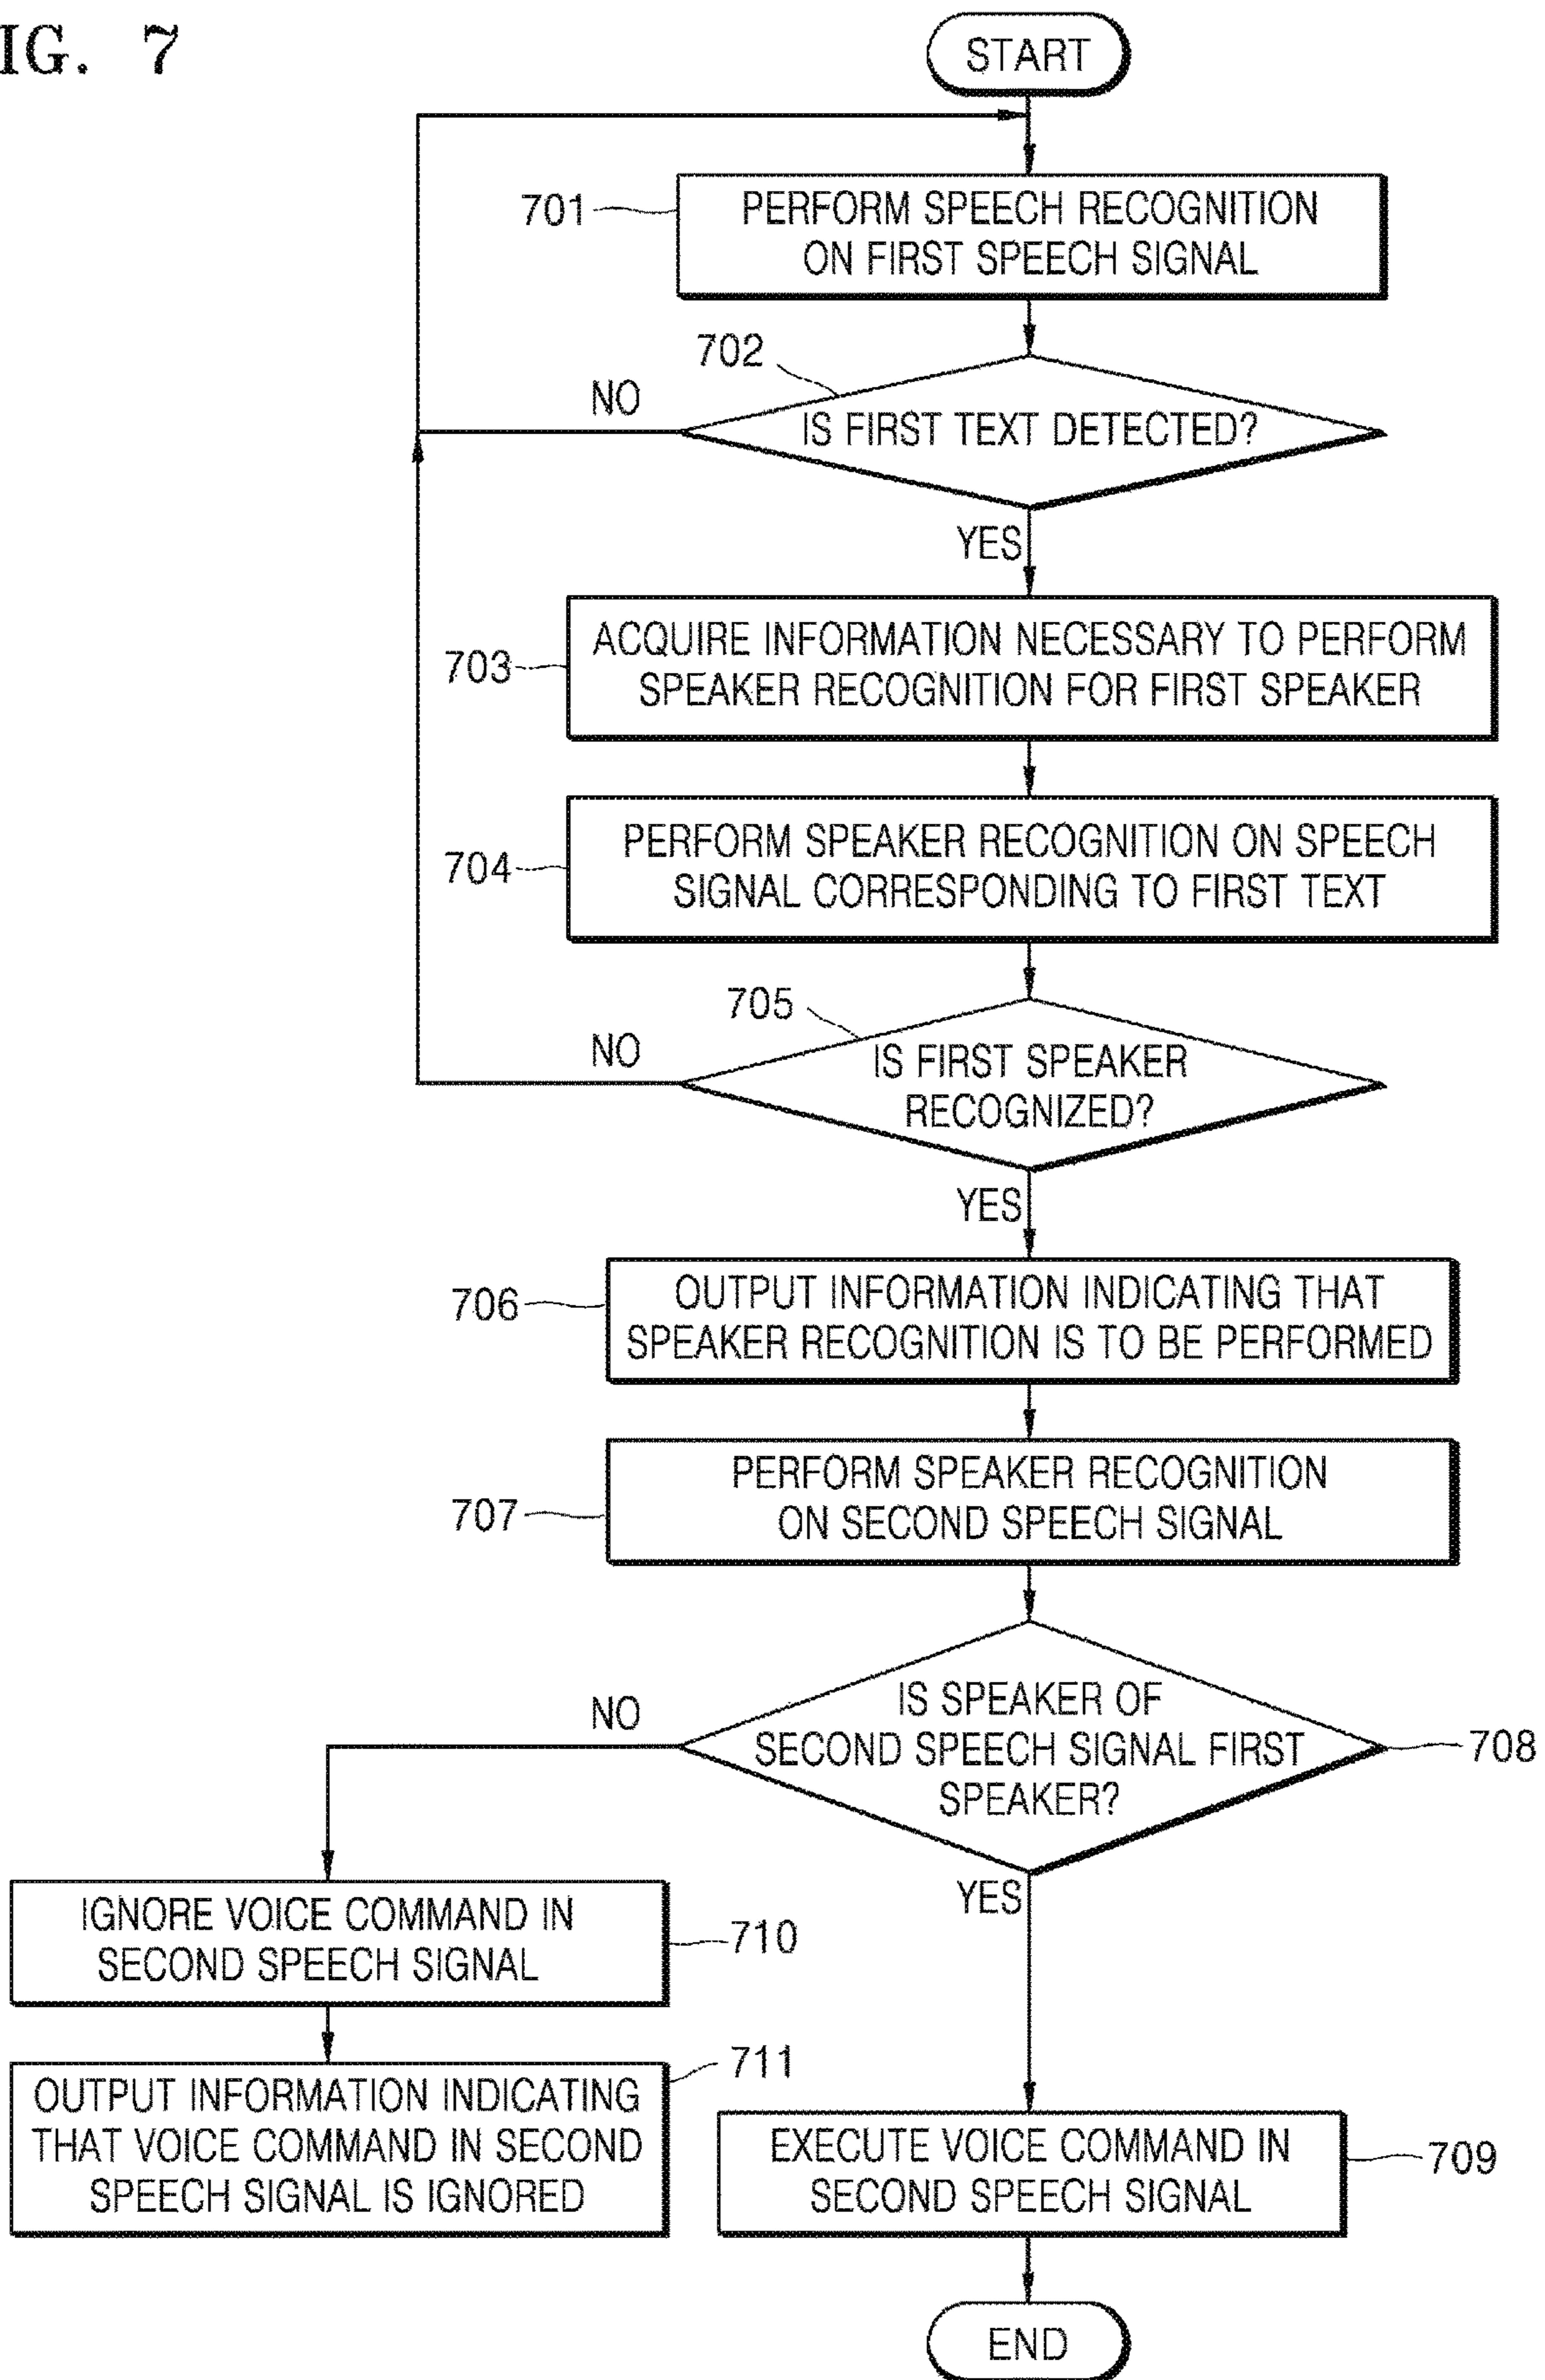 IG. 7
START
701
PERFORM SPEECH RECOGNITION
ON FIRST SPEECH SIGNAL
702
NO
IS FIRST TEXT DETECTED?
YES
703
ACQUIRE INFORMATION NECESSARY TO PERFORM
SPEAKER RECOGNITION FOR FIRST SPEAKER
704
PERFORM SPEAKER RECOGNITION ON SPEECH
SIGNAL CORRESPONDING TO FIRST TEXT
705
NO
IS FIRST SPEAKER
RECOGNIZED?
YES
706
OUTPUT INFORMATION INDICATING THAT
SPEAKER RECOGNITION IS TO BE PERFORMED
707
PERFORM SPEAKER RECOGNITION
ON SECOND SPEECH SIGNAL
NO
IS SPEAKER OF
SECOND SPEECH SIGNAL FIRST
SPEAKER?
708
YES
IGNORE VOICE COMMAND IN
SECOND SPEECH SIGNAL
710
711
OUTPUT INFORMATION INDICATING
THAT VOICE COMMAND IN SECOND
SPEECH SIGNAL IS IGNORED
EXECUTE VOICE COMMAND IN
SECOND SPEECH SIGNAL
709
END